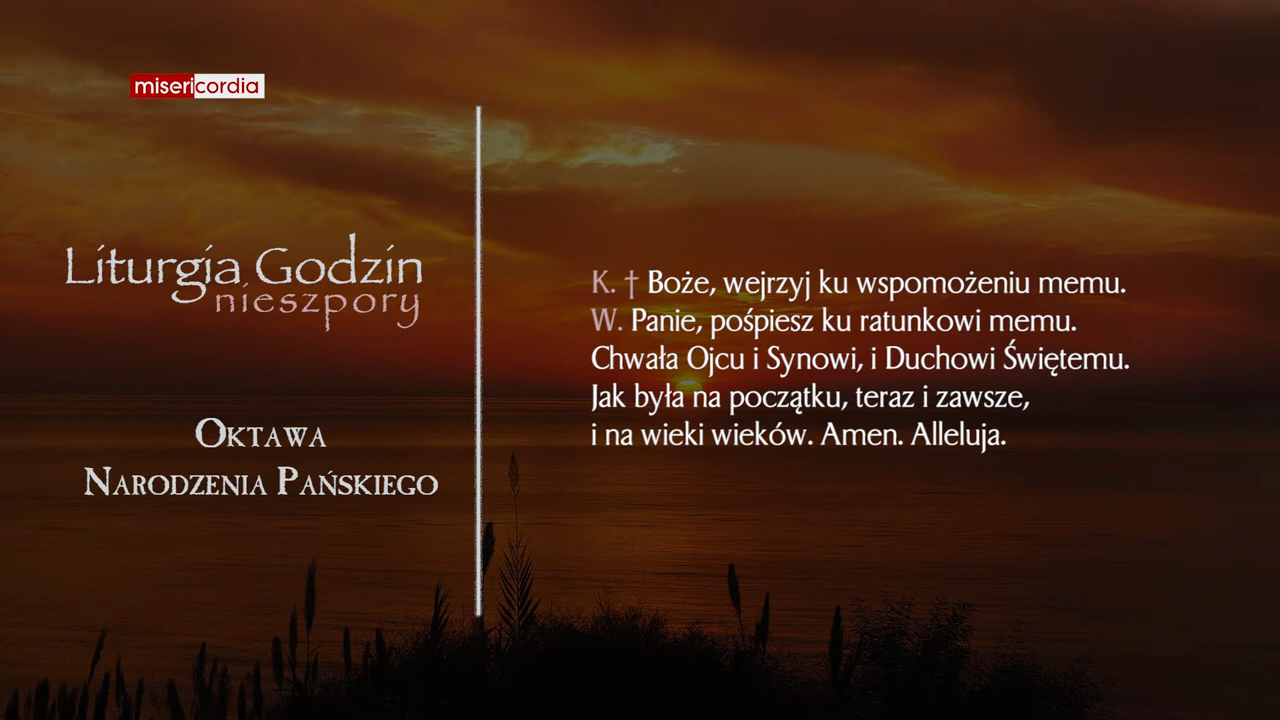 misericordia
Liturgia Godzin
nieszpory
Oktawa
Narodzenia Pańskiego
K. † Boże, wejrzyj ku wspomożeniu memu.
W. Panie, pośpiesz ku ratunkowi memu.
Chwała Ojcu i Synowi, i Duchowi Świętemu.
Jak była na początku, teraz i zawsze,
i na wieki wieków. Amen. Alleluja.